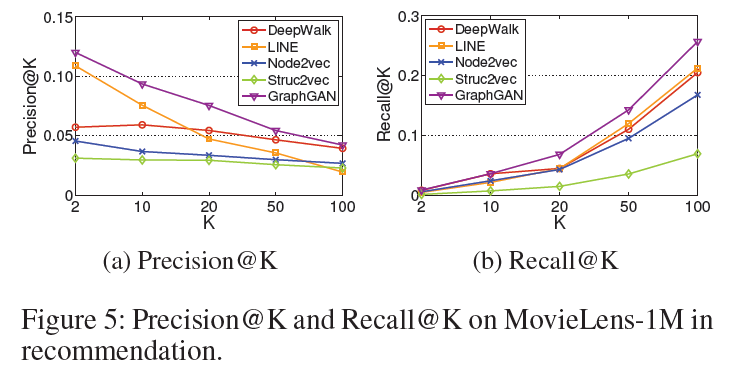 0.15
0.10
0.05
0
Precision@K
2 10 20 50 100
K
DeepWalk
LINE
Node2vec
Struc2vec
GraphGAN
(a) Precision@K
0.3
0.2
0.1
0
Recall@K
2 10 20 50 100
K
DeepWalk
LINE
Node2vec
Struc2vec
GraphGAN
(b) Recall@K
Figure 5: Precision@K and Recall@K on MovieLens-1M in
recommendation.